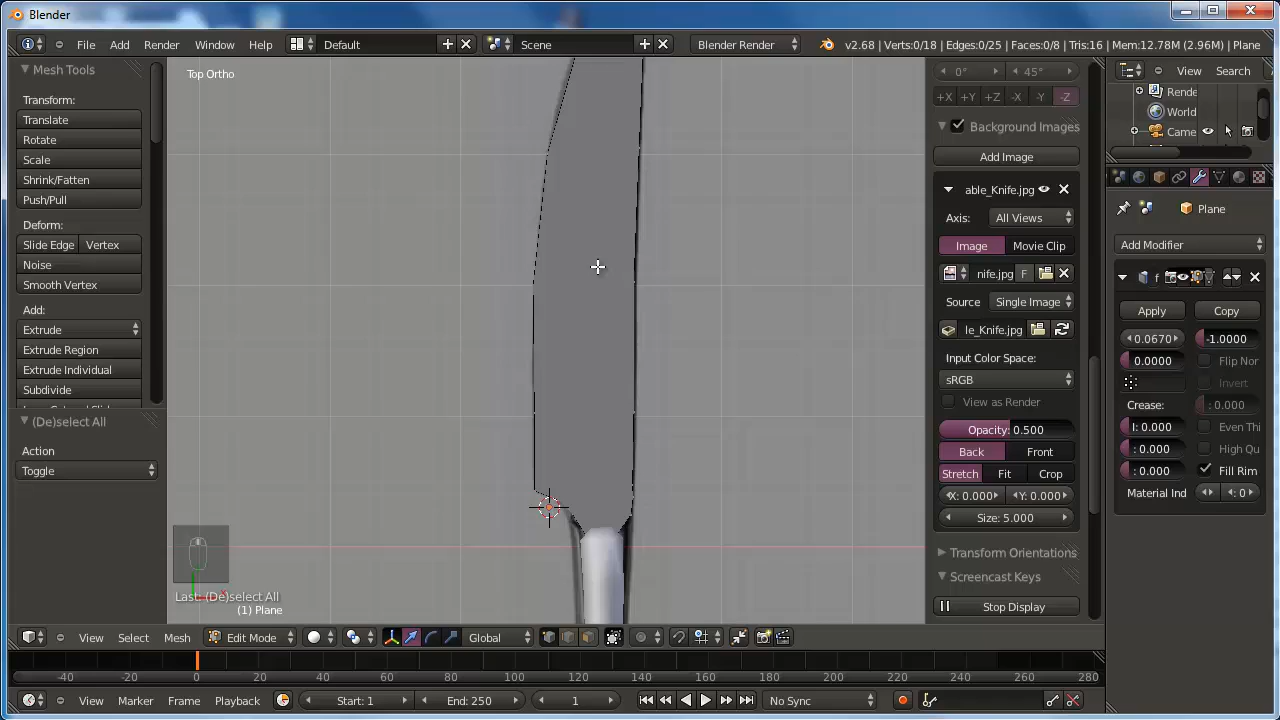 Blender
File Add Render Window Help Default Scene Blender Render v2.68 | Verts:0/18 | Edges:0/25 | Faces:0/8 | Tris:16 | Mem:12.78M (2.96M) | Plane
Mesh Tools
Transform:
Translate
Rotate
Scale
Shrink/Fatten
Push/Pull
Deform:
Slide Edge Vertex
Noise
Smooth Vertex
Add:
Extrude
Extrude Region
Extrude Individual
Subdivide
(De)select All
Action
Toggle
Top Ortho
Last: (De)select All
(1) Plane
0° 45°
+X +Y +Z -X -Y -Z
Background Images
Add Image
able_Knife.jpg
Axis: All Views
Image Movie Clip
nife.jpg F
Source Single Image
le_Knife.jpg
Input Color Space:
sRGB
View as Render
Opacity: 0.500
Back Front
Stretch Fit Crop
X: 0.000 Y: 0.000
Size: 5.000
Transform Orientations
Screencast Keys
Stop Display
View Search
Rende
World
Came
Plane
Add Modifier
Apply Copy
0.0670 -1.0000
0.0000 Flip Nor
Invert
Crease: : 0.000
I: 0.000 Even Thi
: 0.000 High Qu
: 0.000 Fill Rim
Material Ind : 0
View Select Mesh Edit Mode Global
-40 -20 0 20 40 60 80 100 120 140 160 180 200 220 240 260 280
View Marker Frame Playback Start: 1 End: 250 1 No Sync